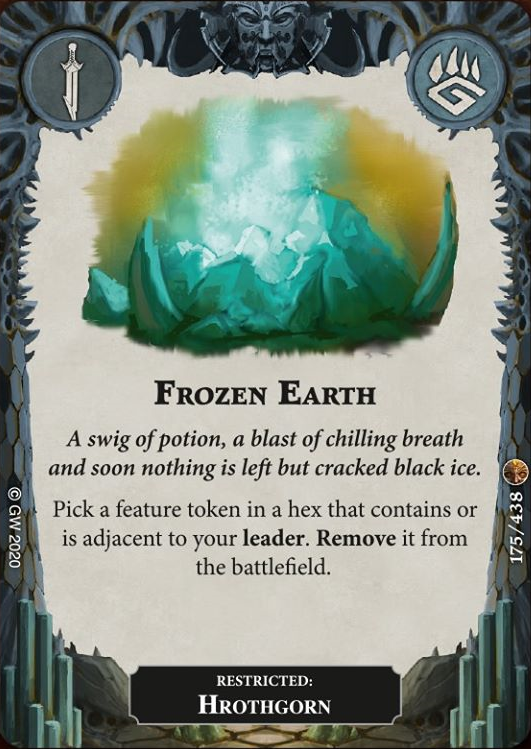 Frozen Earth
A swig of potion, a blast of chilling breath
and soon nothing is left but cracked black ice.
Pick a feature token in a hex that contains or
is adjacent to your leader. Remove it from
the battlefield.
© GW 2020
175/438
RESTRICTED:
Hrothgorn